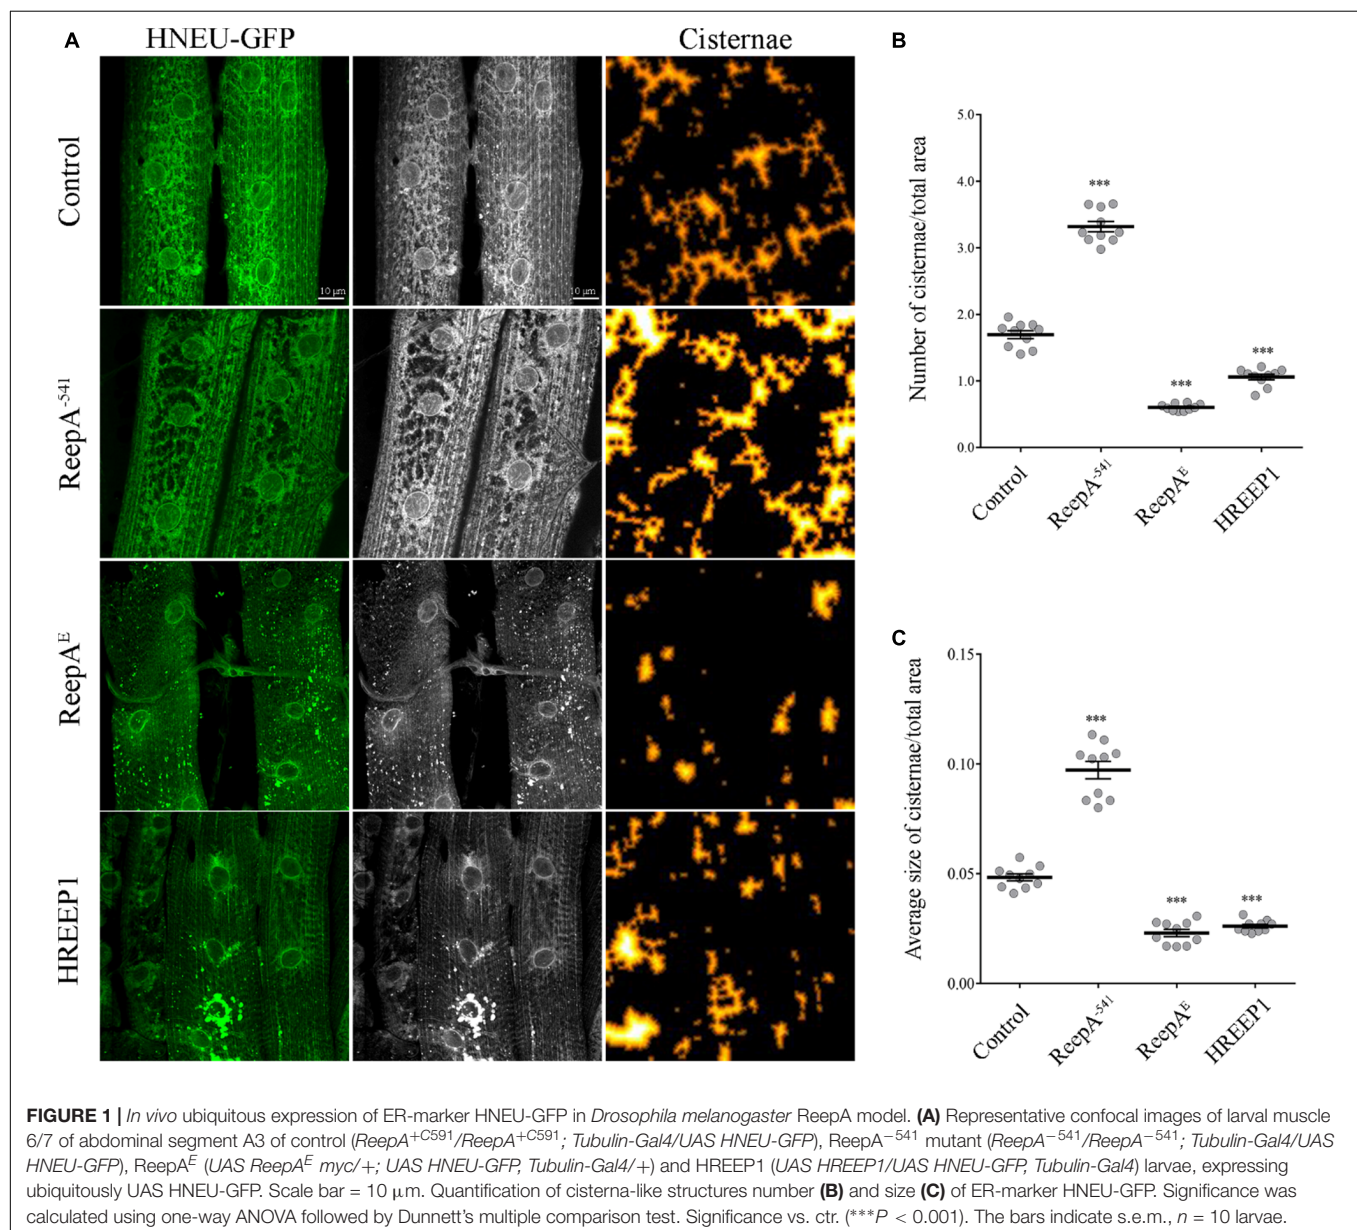 A
HNEU-GFP
Cisternae
Control
10 µm
10 µm
ReepA-541
ReepAE
HREEP1
B
Number of cisternae/total area
5.0
4.0
3.0
2.0
1.0
0.0
***
***
***
Control
ReepA-541
ReepAE
HREEP1
C
Average size of cisternae/total area
0.15
0.10
0.05
0.00
***
***
***
Control
ReepA-541
ReepAE
HREEP1
FIGURE 1 | In vivo ubiquitous expression of ER-marker HNEU-GFP in Drosophila melanogaster ReepA model. (A) Representative confocal images of larval muscle
6/7 of abdominal segment A3 of control (ReepA+C591/ReepA+C591; Tubulin-Gal4/UAS HNEU-GFP), ReepA−541 mutant (ReepA−541/ReepA−541; Tubulin-Gal4/UAS
HNEU-GFP), ReepAE (UAS ReepAE myc/+; UAS HNEU-GFP, Tubulin-Gal4/+) and HREEP1 (UAS HREEP1/UAS HNEU-GFP, Tubulin-Gal4) larvae, expressing
ubiquitously UAS HNEU-GFP. Scale bar = 10 µm. Quantification of cisterna-like structures number (B) and size (C) of ER-marker HNEU-GFP. Significance was
calculated using one-way ANOVA followed by Dunnett's multiple comparison test. Significance vs. ctr. (***P < 0.001). The bars indicate s.e.m., n = 10 larvae.